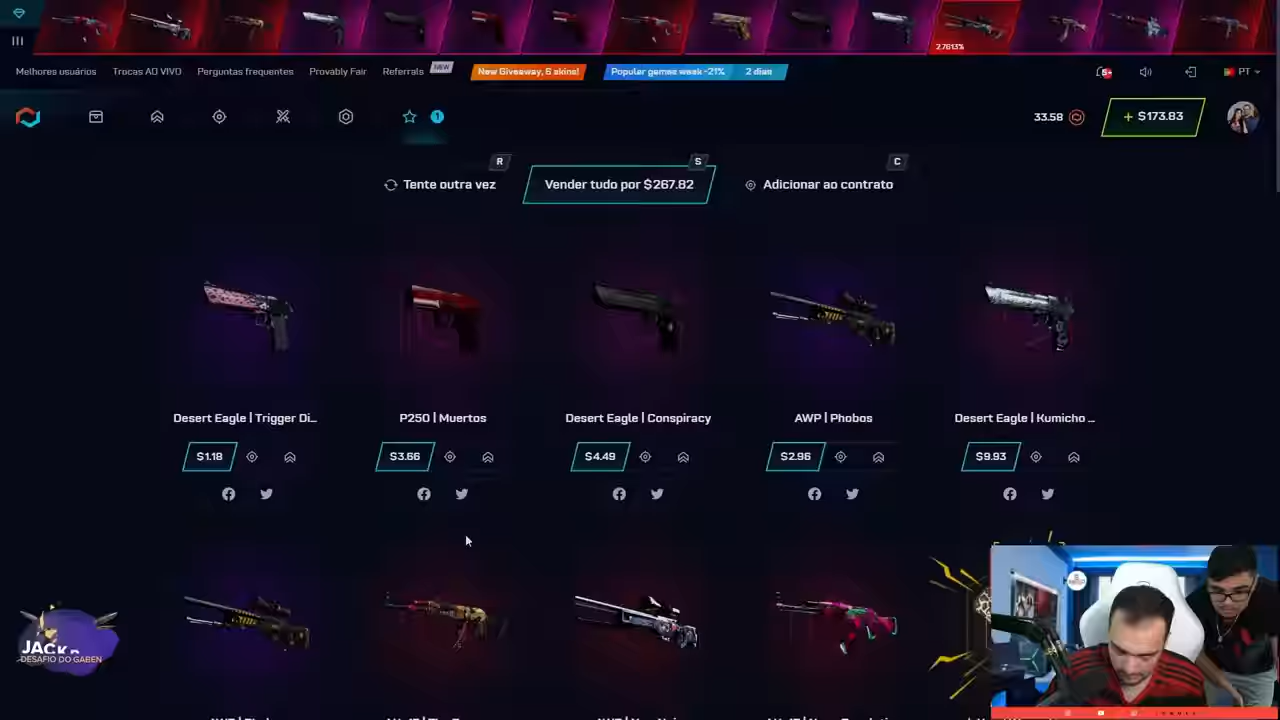 2.7613%
Melhores usuários
Trocas AO VIVO
Perguntas frequentes
Provably Fair
Referrals
NEW
New Giveaway, 6 skins!
Popular games week -21%
2 dias
5+
PT
1
33.58
+ $173.83
R
Tente outra vez
S
Vender tudo por $267.82
C
Adicionar ao contrato
Desert Eagle | Trigger Di...
P250 | Muertos
Desert Eagle | Conspiracy
AWP | Phobos
Desert Eagle | Kumicho ...
$1.18
$3.66
$4.49
$2.96
$9.93
DESAFIO DO GABEN